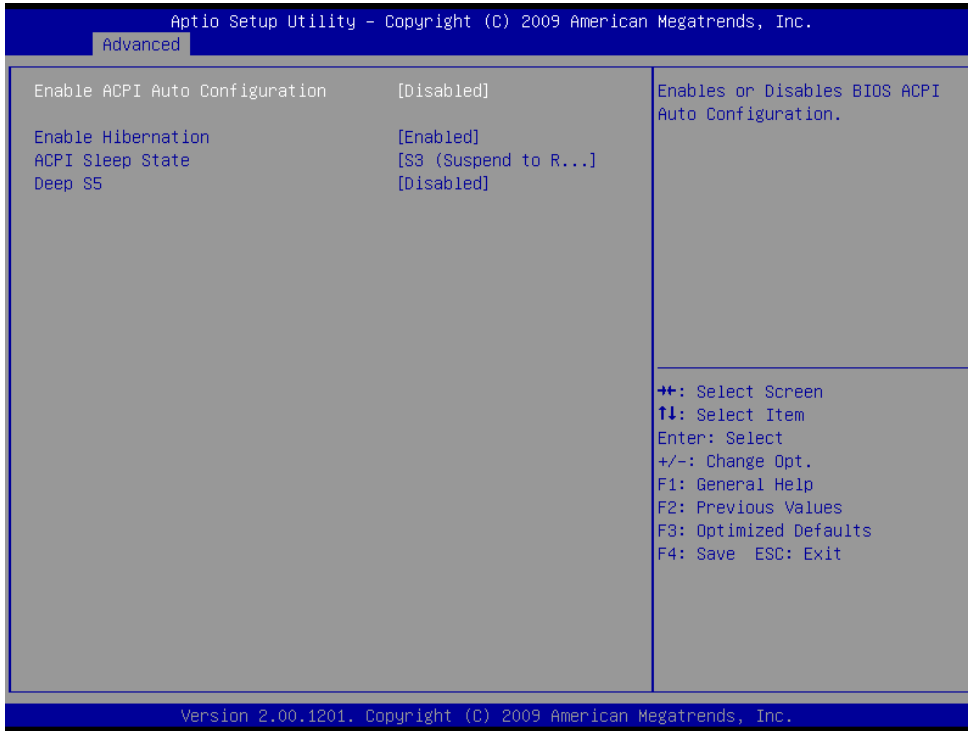 Aptio Setup Utility – Copyright (C) 2009 American Megatrends, Inc.
Advanced
Enable ACPI Auto Configuration [Disabled]
Enable Hibernation [Enabled]
ACPI Sleep State [S3 (Suspend to R...]
Deep S5 [Disabled]
Enables or Disables BIOS ACPI
Auto Configuration.
→←: Select Screen
↑↓: Select Item
Enter: Select
+/-: Change Opt.
F1: General Help
F2: Previous Values
F3: Optimized Defaults
F4: Save ESC: Exit
Version 2.00.1201. Copyright (C) 2009 American Megatrends, Inc.